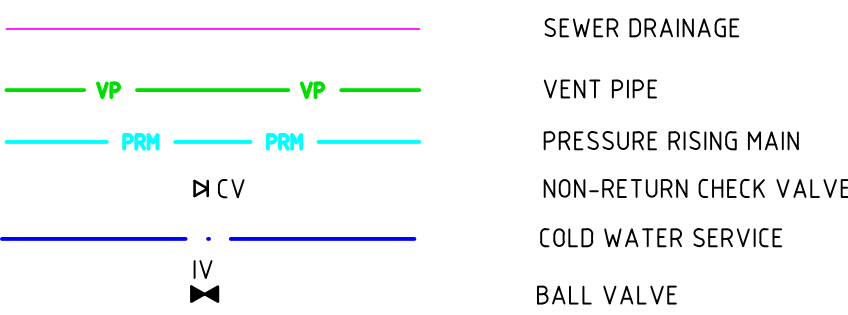 SEWER DRAINAGE
VP VP VENT PIPE
PRM PRM PRESSURE RISING MAIN
CV NON-RETURN CHECK VALVE
COLD WATER SERVICE
IV
BALL VALVE